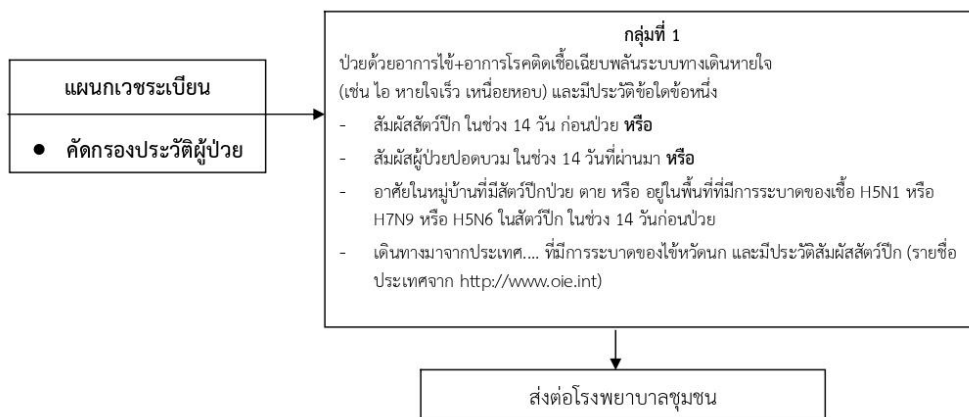 แผนกเวชระเบียน
● คัดกรองประวัติผู้ป่วย
กลุ่มที่ 1
ป่วยด้วยอาการไข้+อาการโรคติดเชื้อเฉียบพลันระบบทางเดินหายใจ
(เช่น ไอ หายใจเร็ว เหนื่อยหอบ) และมีประวัติข้อใดข้อหนึ่ง
- สัมผัสสัตว์ปีก ในช่วง 14 วัน ก่อนป่วย หรือ
- สัมผัสผู้ป่วยปอดบวม ในช่วง 14 วันที่ผ่านมา หรือ
- อาศัยในหมู่บ้านที่มีสัตว์ปีกป่วย ตาย หรือ อยู่ในพื้นที่ที่มีการระบาดของเชื้อ H5N1 หรือ
H7N9 หรือ H5N6 ในสัตว์ปีก ในช่วง 14 วันก่อนป่วย
- เดินทางมาจากประเทศ.... ที่มีการระบาดของไข้หวัดนก และมีประวัติสัมผัสสัตว์ปีก (รายชื่อ
ประเทศจาก http://www.oie.int)
ส่งต่อโรงพยาบาลชุมชน